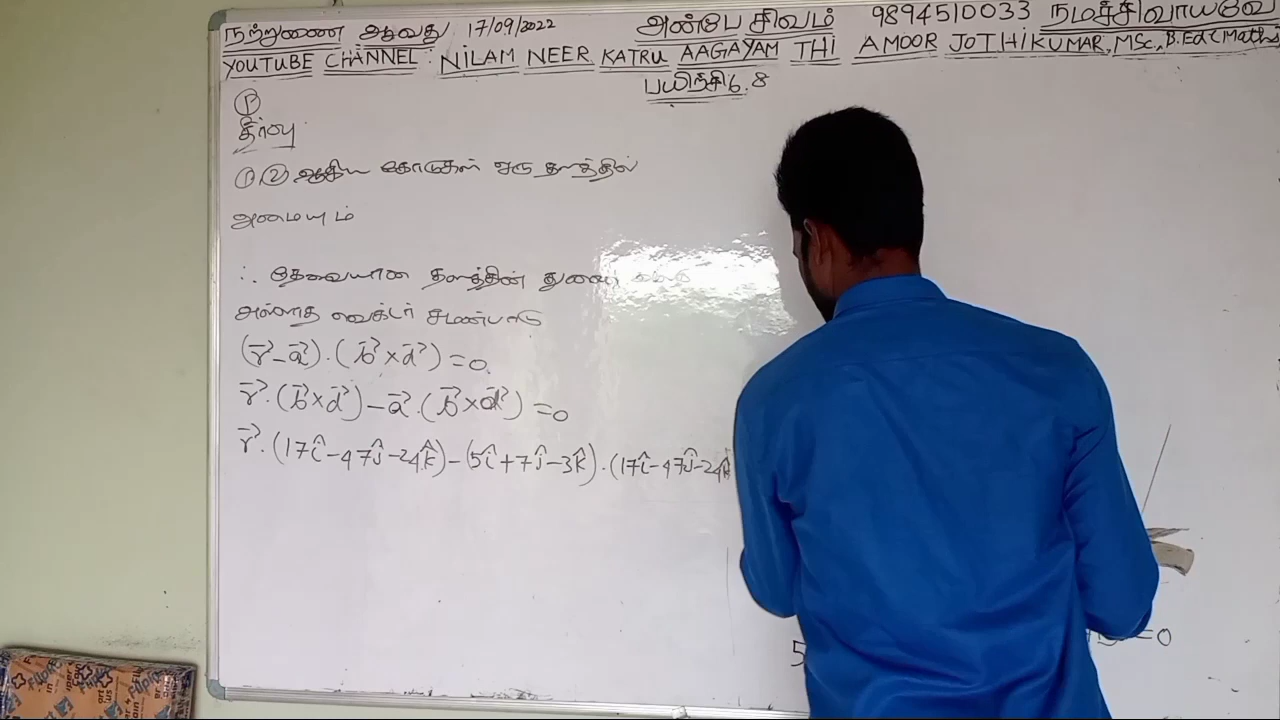 நற்றுணை ஆவது 17/09/2022 அன்பே சிவம் 9894510033 நமச்சிவாயவே
YOUTUBE CHANNEL : NILAM NEER KATRU AAGAYAM THI AMOOR JOTHIKUMAR, MSc., B.Ed (Maths
பயிற்சி 6.8
①
தீர்வு
① ② ஆகிய கோடுகள் ஒரு தளத்தில்
அமையும்
∴ தேவையான தளத்தின்
அல்லாத வெக்டர் சமன்பாடு
(r⃗ - a⃗) . (b⃗ × d⃗) = 0
r⃗ . (b⃗ × d⃗) - a⃗ . (b⃗ × d⃗) = 0
r⃗ . (17î - 47ĵ - 24k̂) - (5î + 7ĵ - 3k̂) . (17î - 47ĵ - 24k̂
5
= 0